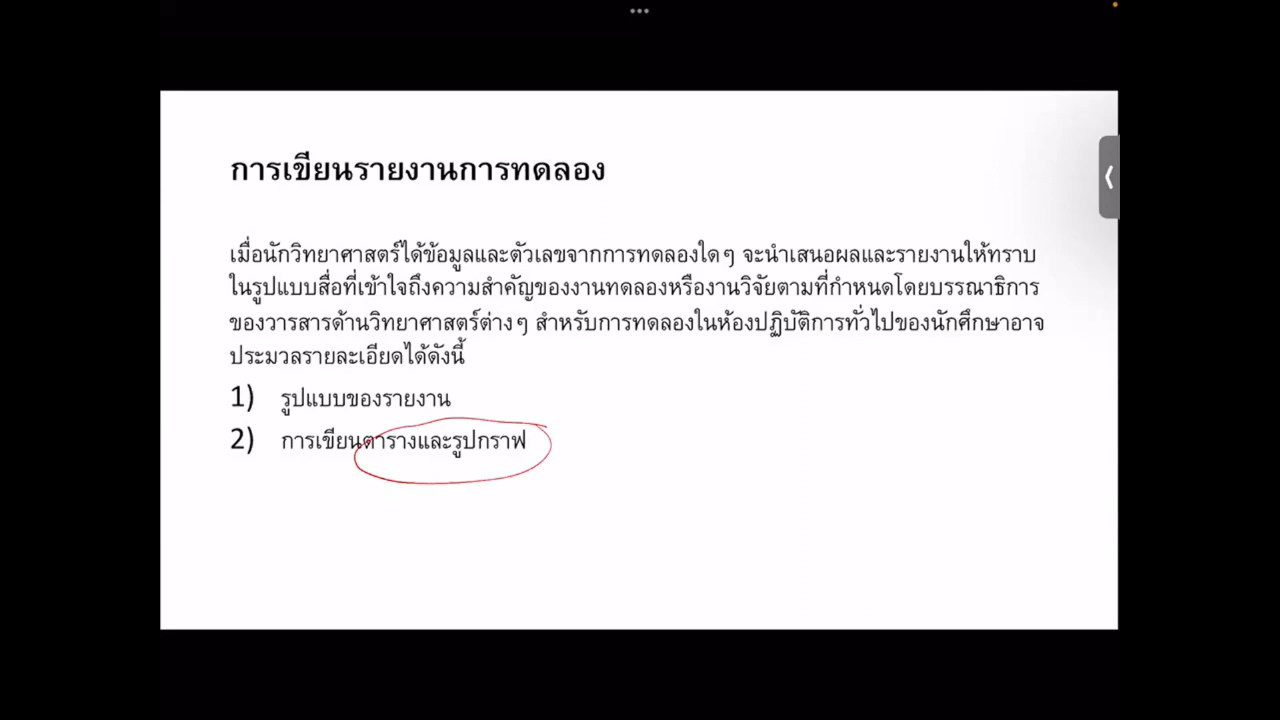 การเขียนรายงานการทดลอง
เมื่อนักวิทยาศาสตร์ได้ข้อมูลและตัวเลขจากการทดลองใดๆ จะนำเสนอผลและรายงานให้ทราบ
ในรูปแบบสื่อที่เข้าใจถึงความสำคัญของงานทดลองหรืองานวิจัยตามที่กำหนดโดยบรรณาธิการ
ของวารสารด้านวิทยาศาสตร์ต่างๆ สำหรับการทดลองในห้องปฏิบัติการทั่วไปของนักศึกษาอาจ
ประมวลรายละเอียดได้ดังนี้
1) รูปแบบของรายงาน
2) การเขียนตารางและรูปกราฟ